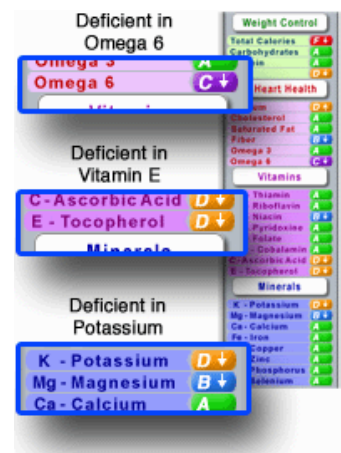 Deficient in
Omega 6
Omega 3 A
Omega 6 C↓
Vitamins
Deficient in
Vitamin E
C-Ascorbic Acid D↓
E - Tocopherol D↓
Minerals
Deficient in
Potassium
K - Potassium D↓
Mg-Magnesium B↓
Ca-Calcium A
Weight Control
Total Calories F↓
Carbohydrates A
D↓
Heart Health
D↓
Cholesterol A
Saturated Fat A
Fiber B↓
Omega 3 A
Omega 6 C↓
Vitamins
Thiamin A
Riboflavin A
Niacin B↓
Pyridoxine A
Folate A
Cobalamin A
C-Ascorbic Acid D↓
E - Tocopherol D↓
Minerals
K - Potassium D↓
Mg-Magnesium B↓
Ca-Calcium A
Fe-Iron A
Copper A
Zinc A
Phosphorus A
Selenium A